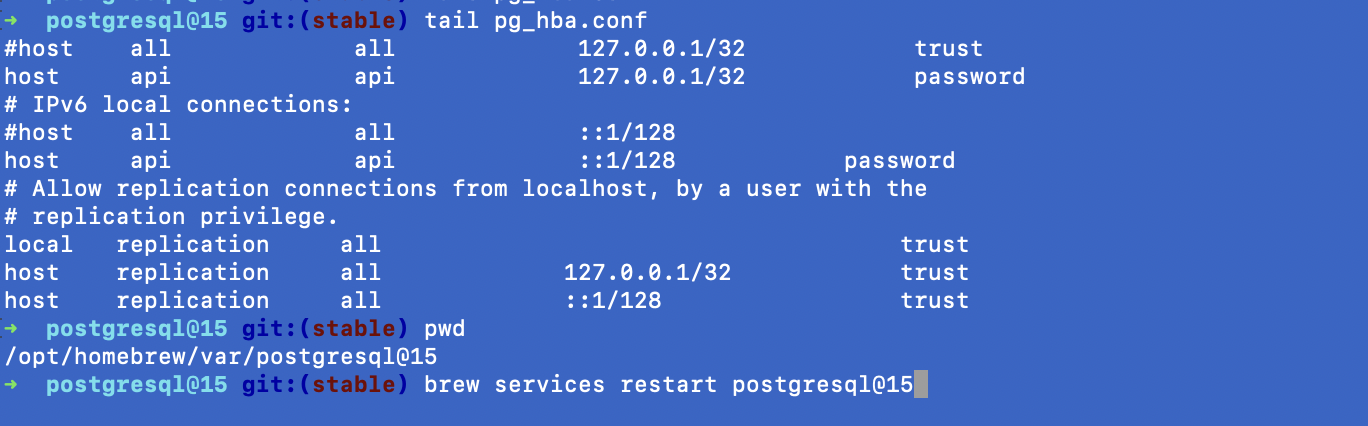 → postgresql@15 git:(stable) tail pg_hba.conf
#host    all             all             127.0.0.1/32            trust
host     api             api             127.0.0.1/32            password
# IPv6 local connections:
#host    all             all             ::1/128
host     api             api             ::1/128            password
# Allow replication connections from localhost, by a user with the
# replication privilege.
local   replication     all                                     trust
host    replication     all             127.0.0.1/32            trust
host    replication     all             ::1/128                 trust
→ postgresql@15 git:(stable) pwd
/opt/homebrew/var/postgresql@15
→ postgresql@15 git:(stable) brew services restart postgresql@15